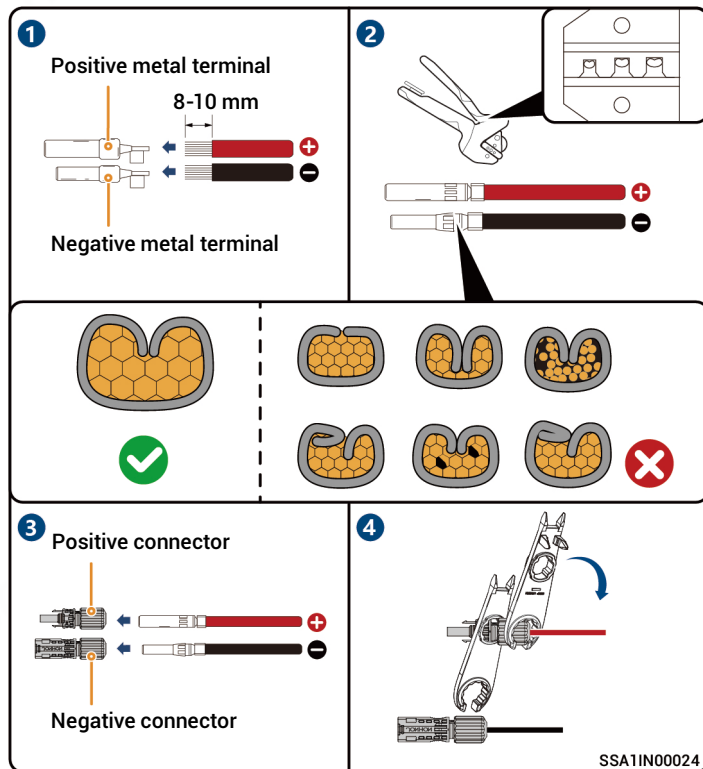 1
Positive metal terminal
8-10 mm
+
−
Negative metal terminal
2
+
−
3
Positive connector
+
−
Negative connector
4
SSA1IN00024